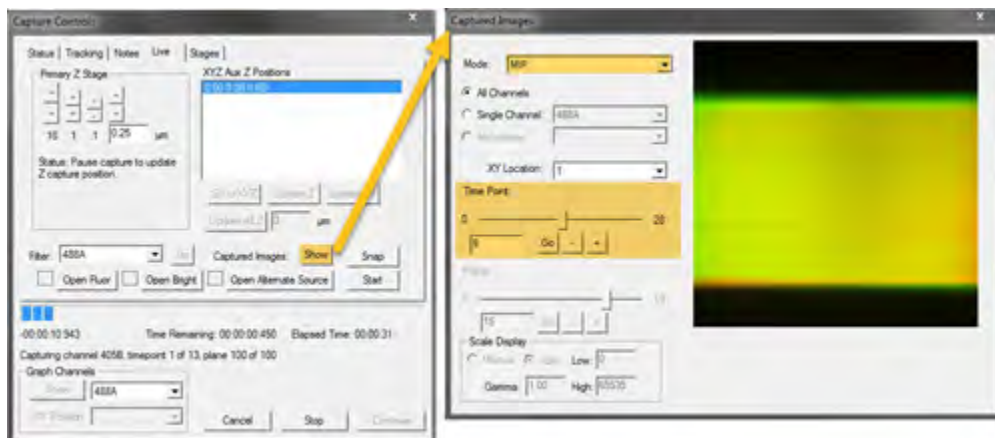 Capture Controls
Status | Tracking | Notes | Live | Stages
Primary Z Stage
XYZ Aux Z Positions
10 1 1 0.25 µm
Status: Pause capture to update
Z capture position.
µm
Filter: 488A
Captured Images: Show Snap
Open Fluor Open Bright Open Alternate Source Start
-00:00:10.943 Time Remaining: 00:00:00.450 Elapsed Time: 00:00:31
Capturing channel 405B, timepoint 1 of 13, plane 100 of 100
Graph Channels
488A
Cancel Stop Continue
Captured Images
Mode: MIP
All Channels
Single Channel: 488A
XY Location: 1
Time Point:
0 20
Go - +
15
Scale Display
Manual Auto Low: 0
Gamma: 1.00 High: 65535